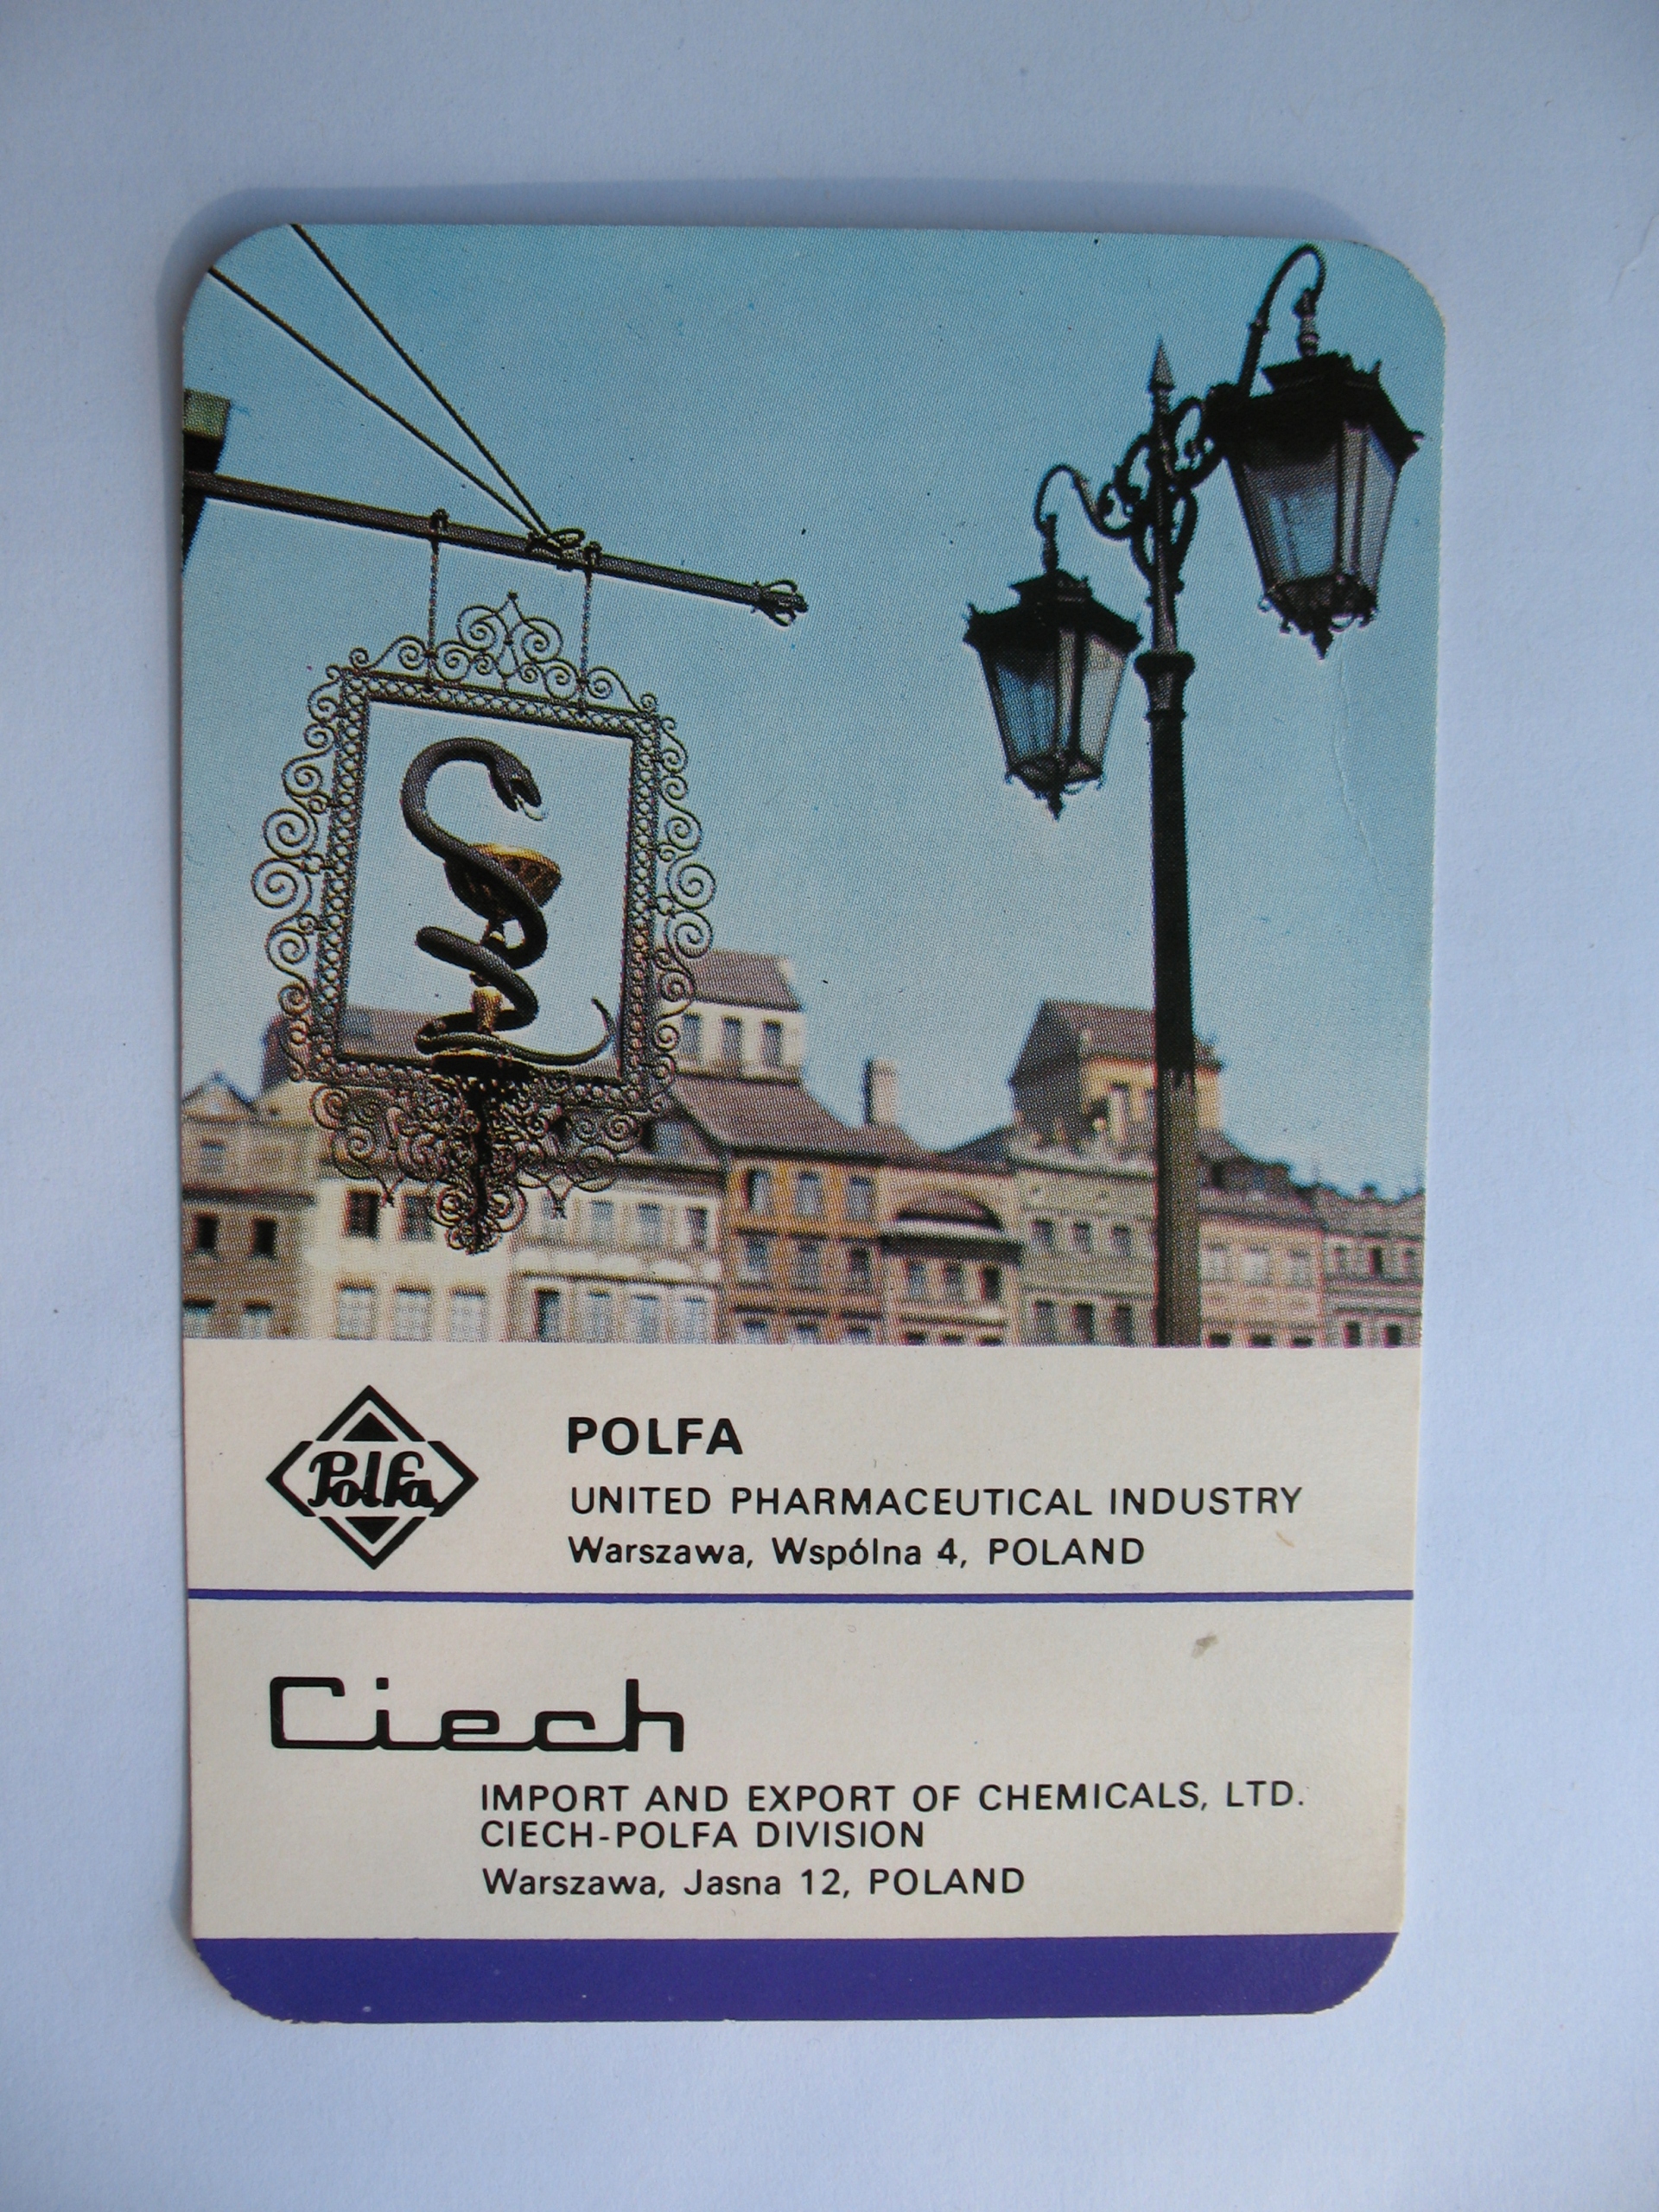 Polfa
POLFA
UNITED PHARMACEUTICAL INDUSTRY
Warszawa, Wspólna 4, POLAND
Ciech
IMPORT AND EXPORT OF CHEMICALS, LTD.
CIECH-POLFA DIVISION
Warszawa, Jasna 12, POLAND